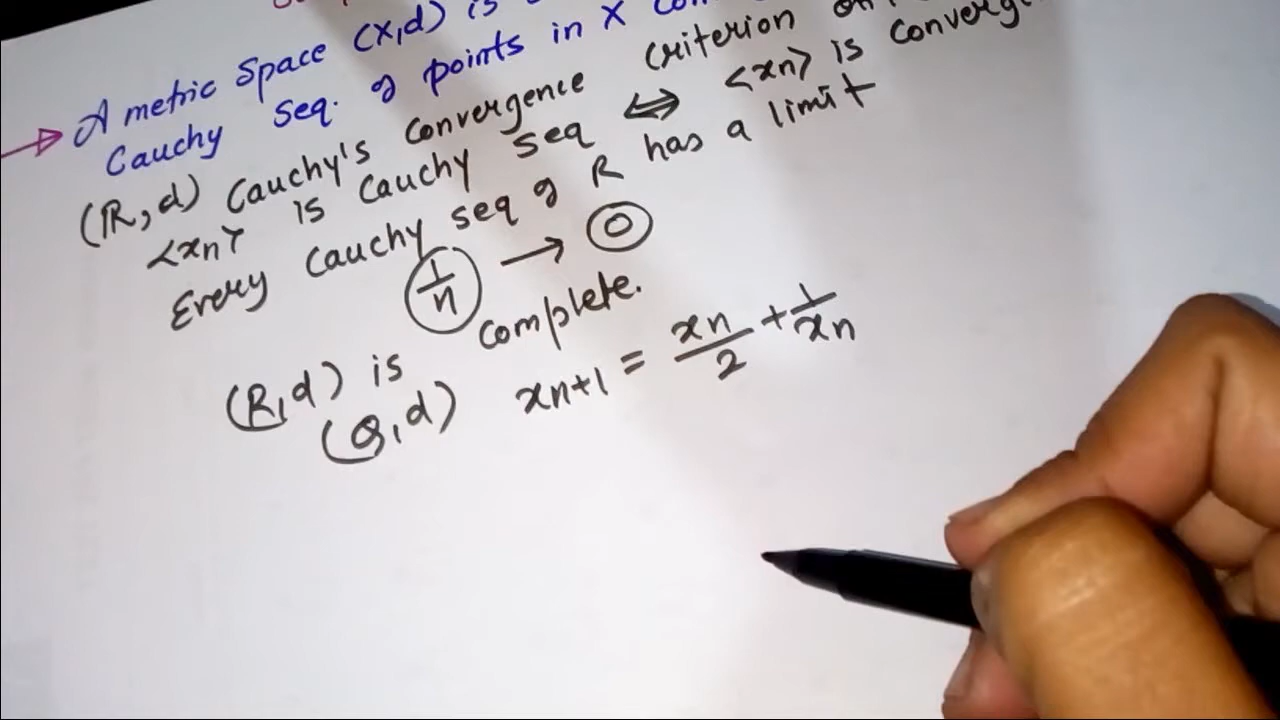 → A metric Space (X,d) is
Cauchy Seq. of points in X
(R,d) Cauchy's Convergence Criterion
<xn> is Cauchy seq ⇔ <xn> is
Every Cauchy seq of R has a limit
1/n → 0
(R,d) is complete.
(Q,d) xn+1 = xn/2 + 1/xn